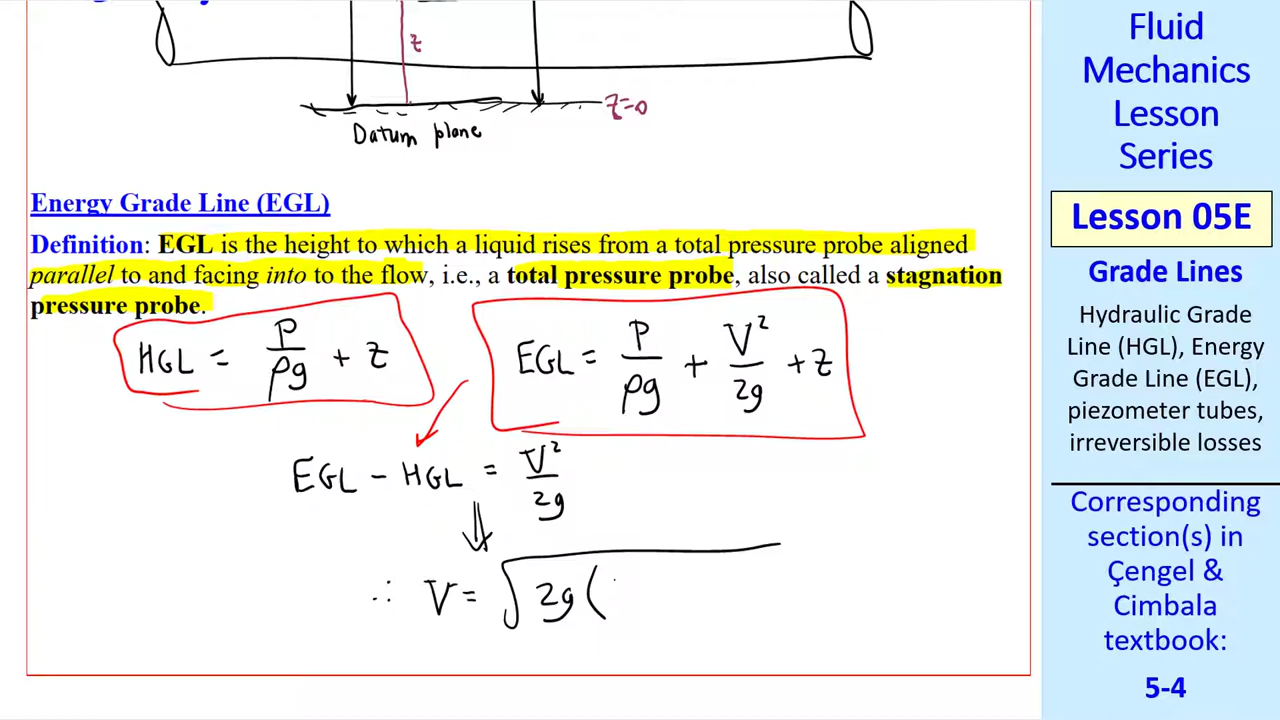 z
z=0
Datum plane
Energy Grade Line (EGL)
Definition: EGL is the height to which a liquid rises from a total pressure probe aligned
parallel to and facing into to the flow, i.e., a total pressure probe, also called a stagnation
pressure probe.
HGL = P/ρg + z
EGL = P/ρg + V²/2g + z
EGL - HGL = V²/2g
⇓
∴ V = √2g (
Fluid
Mechanics
Lesson
Series
Lesson 05E
Grade Lines
Hydraulic Grade
Line (HGL), Energy
Grade Line (EGL),
piezometer tubes,
irreversible losses
Corresponding
section(s) in
Çengel &
Cimbala
textbook:
5-4